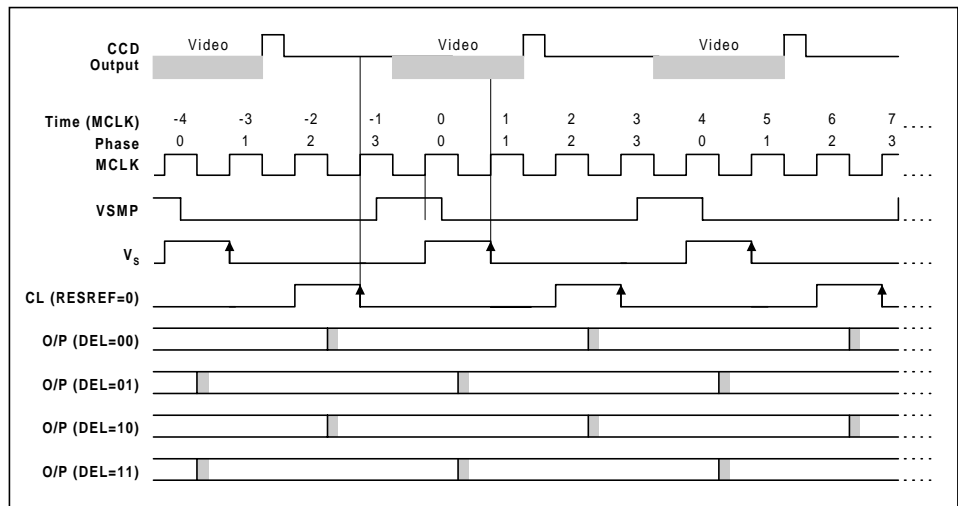 CCD Output Video Video Video
Time (MCLK) -4 -3 -2 -1 0 1 2 3 4 5 6 7
Phase 0 1 2 3 0 1 2 3 0 1 2 3
MCLK
VSMP
VS
CL (RESREF=0)
O/P (DEL=00)
O/P (DEL=01)
O/P (DEL=10)
O/P (DEL=11)